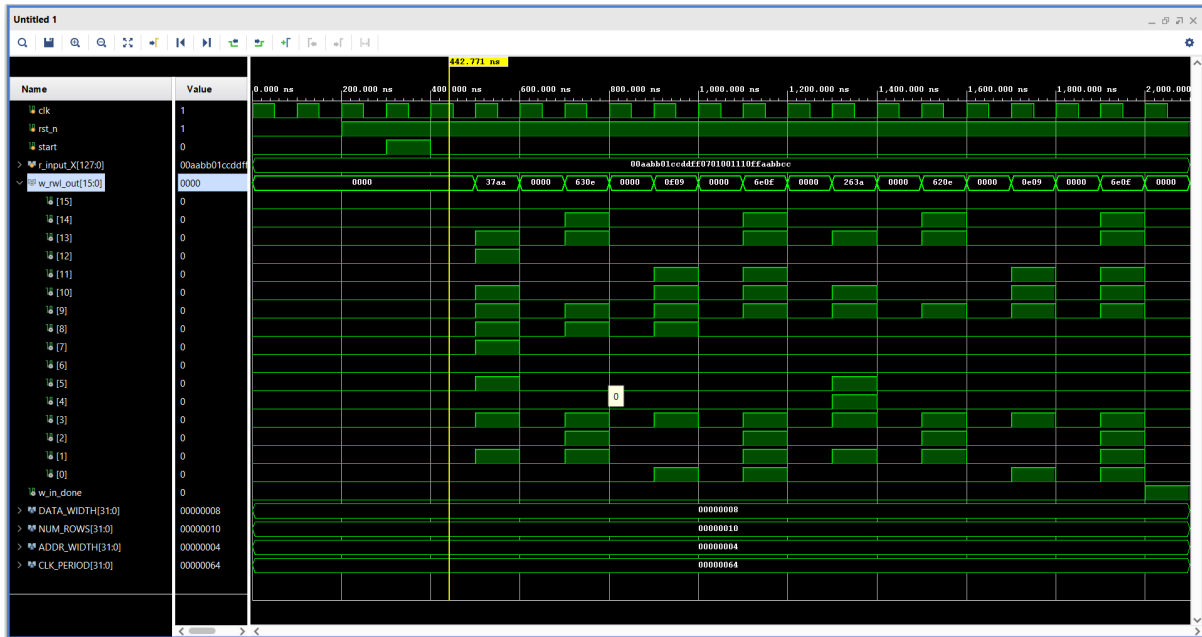 Untitled 1
442.771 ns
Name Value
0.000 ns 200.000 ns 400.000 ns 600.000 ns 800.000 ns 1,000.000 ns 1,200.000 ns 1,400.000 ns 1,600.000 ns 1,800.000 ns 2,000.000
clk 1
rst_n 1
start 0
r_input_X[127:0] 00aabb01ccddff 00aabb01ccddff0701001110ffaabbcc
w_rwl_out[15:0] 0000 0000 37aa 0000 630e 0000 0f09 0000 6e0f 0000 263a 0000 620e 0000 0e09 0000 6e0f 0000
[15] 0
[14] 0
[13] 0
[12] 0
[11] 0
[10] 0
[9] 0
[8] 0
[7] 0
[6] 0
[5] 0
[4] 0 0
[3] 0
[2] 0
[1] 0
[0] 0
w_in_done 0
DATA_WIDTH[31:0] 00000008 00000008
NUM_ROWS[31:0] 00000010 00000010
ADDR_WIDTH[31:0] 00000004 00000004
CLK_PERIOD[31:0] 00000064 00000064